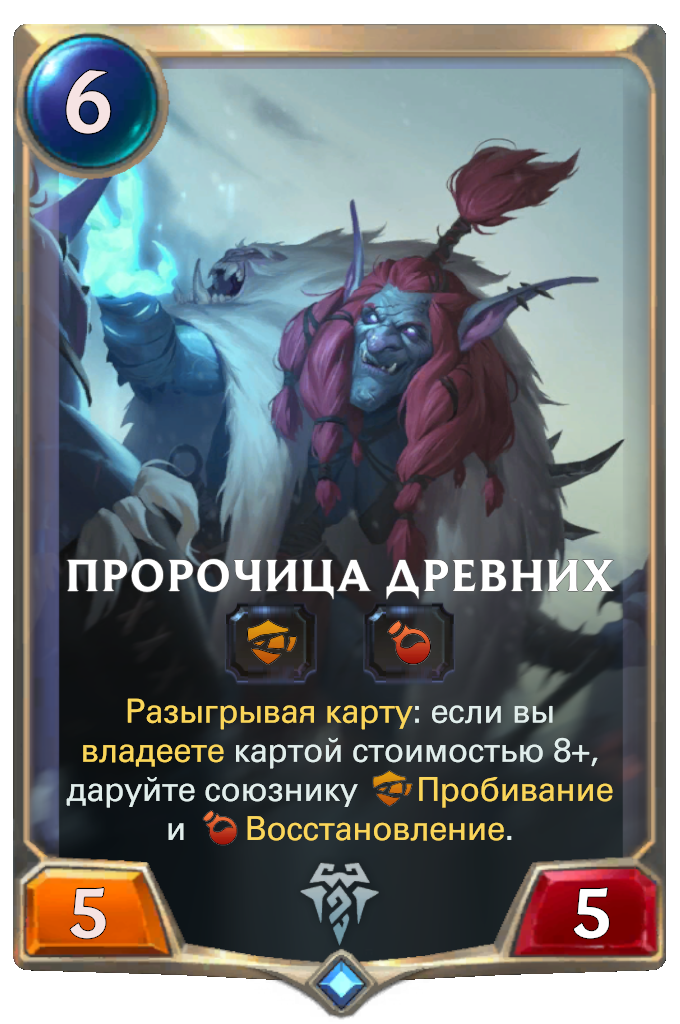 6
ПРОРОЧИЦА ДРЕВНИХ
Разыгрывая карту: если вы
владеете картой стоимостью 8+,
даруйте союзнику Пробивание
и Восстановление.
5
5